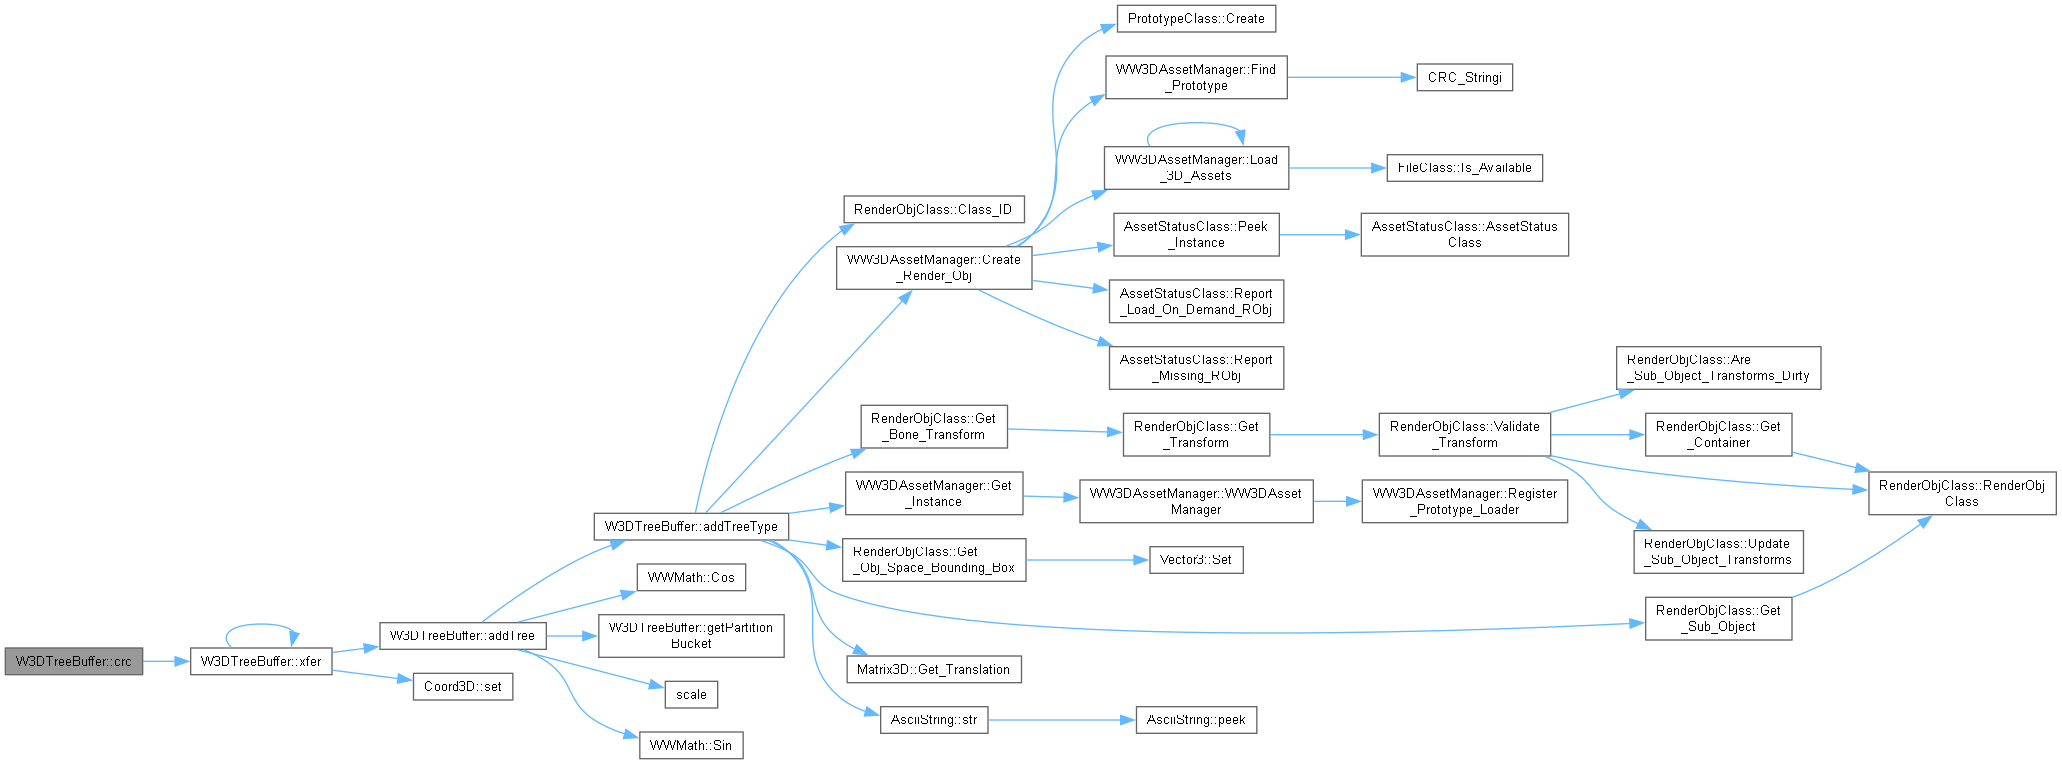 PrototypeClass::Create
WW3DAssetManager::Find
_Prototype
CRC_Stringi
WW3DAssetManager::Load
_3D_Assets
FileClass::Is_Available
RenderObjClass::Class_ID
AssetStatusClass::Peek
_Instance
AssetStatusClass::AssetStatus
Class
WW3DAssetManager::Create
_Render_Obj
AssetStatusClass::Report
_Load_On_Demand_RObj
AssetStatusClass::Report
_Missing_RObj
RenderObjClass::Are
_Sub_Object_Transforms_Dirty
RenderObjClass::Get
_Bone_Transform
RenderObjClass::Get
_Transform
RenderObjClass::Validate
_Transform
RenderObjClass::Get
_Container
WW3DAssetManager::Get
_Instance
WW3DAssetManager::WW3DAsset
Manager
WW3DAssetManager::Register
_Prototype_Loader
RenderObjClass::RenderObj
Class
W3DTreeBuffer::addTreeType
RenderObjClass::Get
_Obj_Space_Bounding_Box
Vector3::Set
RenderObjClass::Update
_Sub_Object_Transforms
WWMath::Cos
RenderObjClass::Get
_Sub_Object
W3DTreeBuffer::crc
W3DTreeBuffer::xfer
W3DTreeBuffer::addTree
W3DTreeBuffer::getPartition
Bucket
Matrix3D::Get_Translation
Coord3D::set
scale
AsciiString::str
AsciiString::peek
WWMath::Sin